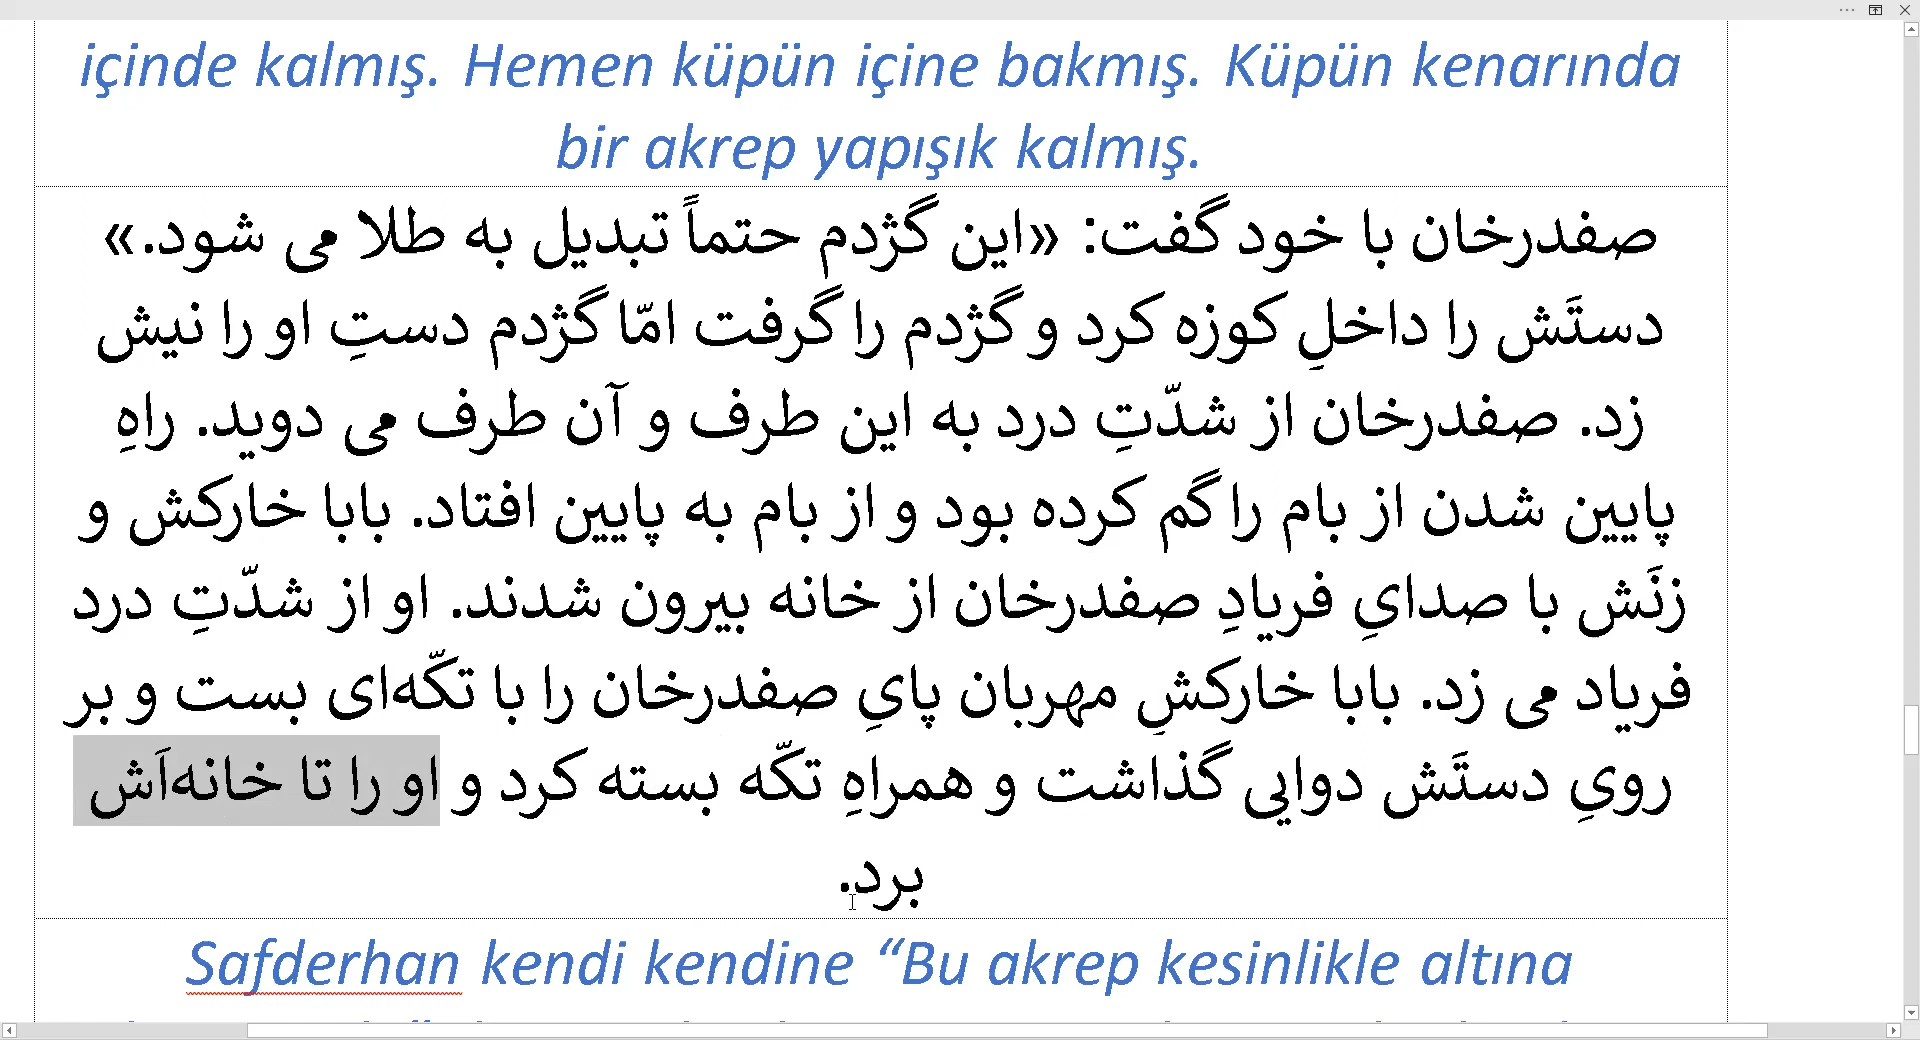 içinde kalmış. Hemen küpün içine bakmış. Küpün kenarında
bir akrep yapışık kalmış.
صفدرخان با خود گفت: «این گژدم حتماً تبدیل به طلا می شود.»
دستَش را داخلِ کوزه کرد و گژدم را گرفت امّا گژدم دستِ او را نیش
زد. صفدرخان از شدّتِ درد به این طرف و آن طرف می دوید. راهِ
پایین شدن از بام را گم کرده بود و از بام به پایین افتاد. بابا خارکش و
زنَش با صدایِ فریادِ صفدرخان از خانه بیرون شدند. او از شدّتِ درد
فریاد می زد. بابا خارکشِ مهربان پایِ صفدرخان را با تکّه‌ای بست و بر
رویِ دستَش دوایی گذاشت و همراهِ تکّه بسته کرد و او را تا خانه‌اَش
برد.
Safderhan kendi kendine “Bu akrep kesinlikle altına